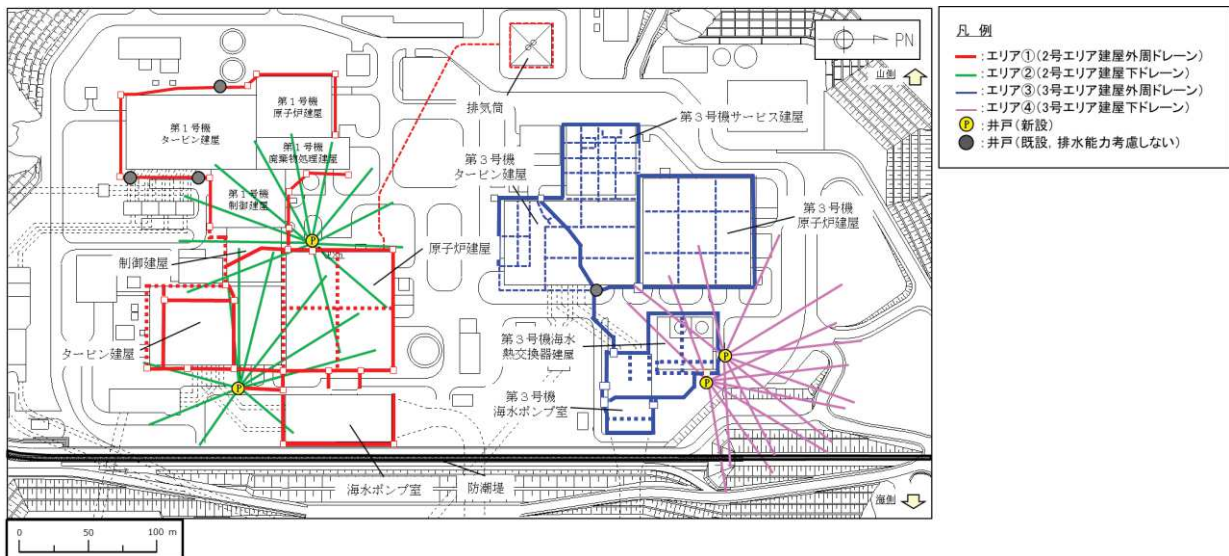 凡 例
：エリア①（2号エリア建屋外周ドレーン）
：エリア②（2号エリア建屋下ドレーン）
：エリア③（3号エリア建屋外周ドレーン）
：エリア④（3号エリア建屋下ドレーン）
P ：井戸（新設）
：井戸（既設，排水能力考慮しない）
PN
山側
排気筒
第１号機
原子炉建屋
第１号機
タービン建屋
第１号機
廃棄物処理建屋
第１号機
制御建屋
第３号機サービス建屋
第３号機
タービン建屋
第３号機
原子炉建屋
P
制御建屋
原子炉建屋
タービン建屋
P
第３号機海水
熱交換器建屋
P
P
第３号機
海水ポンプ室
海水ポンプ室
防潮堤
海側
0 50 100 m